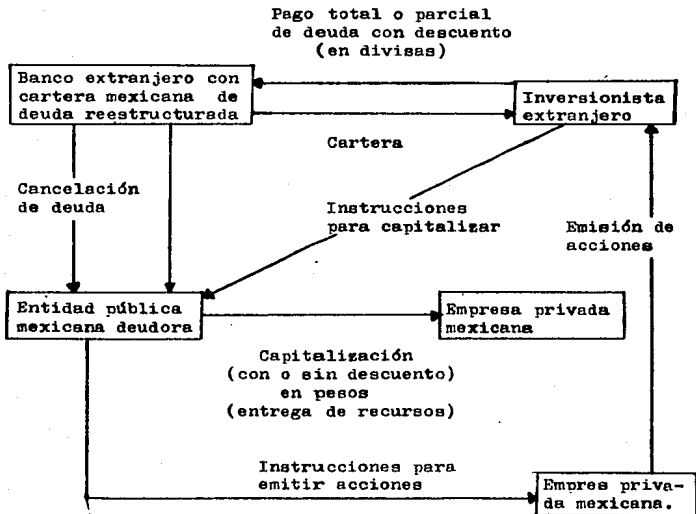 Pago total o parcial
de deuda con descuento
(en divisas)
Banco extranjero con
cartera mexicana de
deuda reestructurada
Inversionista
extranjero
Cartera
Cancelación
de deuda
Instrucciones
para capitalizar
Emisión de
acciones
Entidad pública
mexicana deudora
Empresa privada
mexicana
Capitalización
(con o sin descuento)
en pesos
(entrega de recursos)
Instrucciones para
emitir acciones
Empres priva-
da mexicana.